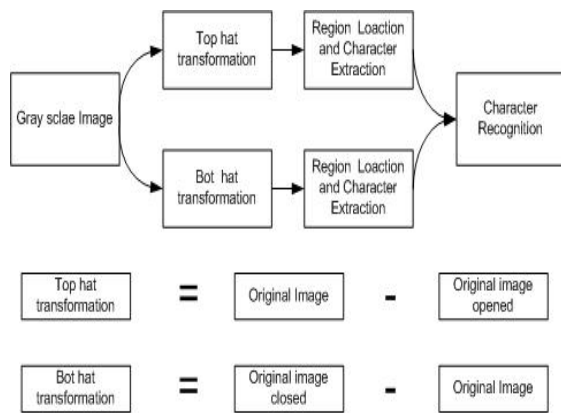 Top hat
transformation
Region Loaction
and Character
Extraction
Gray sclae Image
Character
Recognition
Bot hat
transformation
Region Loaction
and Character
Extraction
Top hat
transformation
=
Original Image
-
Original image
opened
Bot hat
transformation
=
Original image
closed
-
Original Image